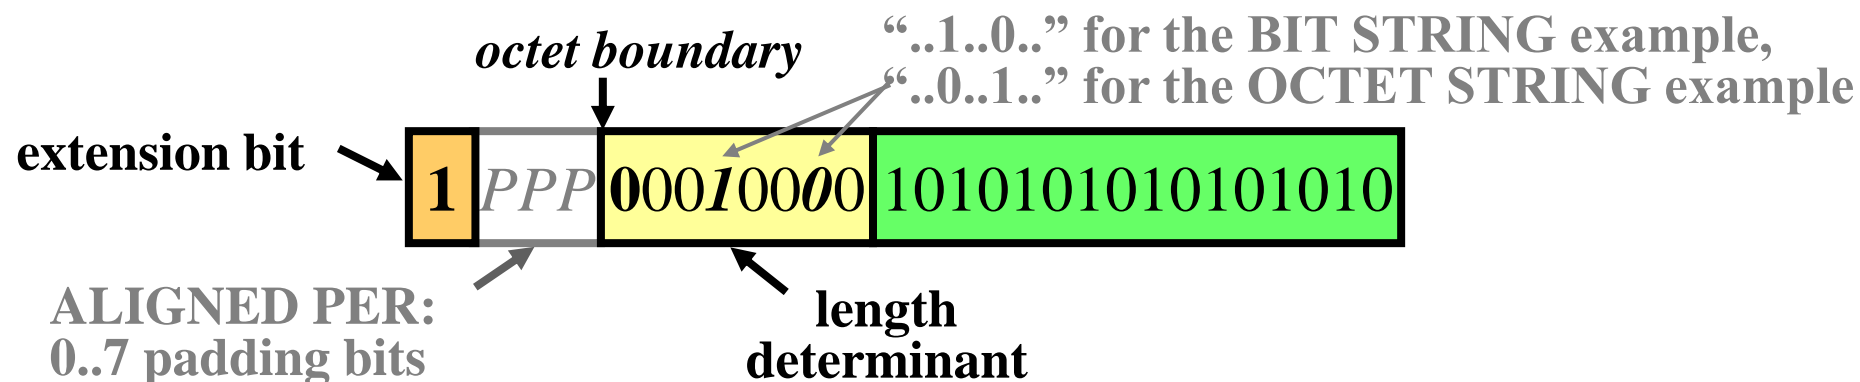 “..1..0..” for the BIT STRING example,
“..0..1..” for the OCTET STRING example
octet boundary
extension bit
1 PPP 00010000 1010101010101010
ALIGNED PER:
0..7 padding bits
length
determinant